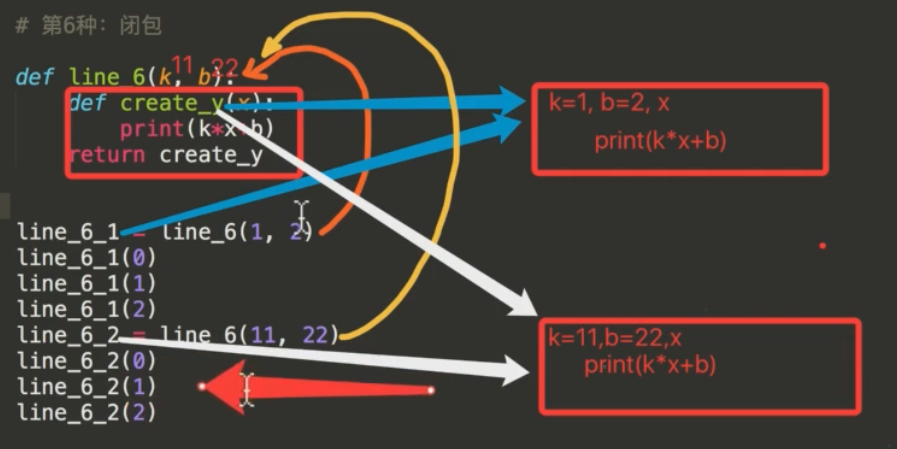 # 第6种：闭包
11 22
def line_6(k, b):
def create_y(x):
print(k*x+b)
return create_y
line_6_1 = line_6(1, 2)
line_6_1(0)
line_6_1(1)
line_6_1(2)
line_6_2 = line_6(11, 22)
line_6_2(0)
line_6_2(1)
line_6_2(2)
k=1, b=2, x
print(k*x+b)
k=11,b=22,x
print(k*x+b)